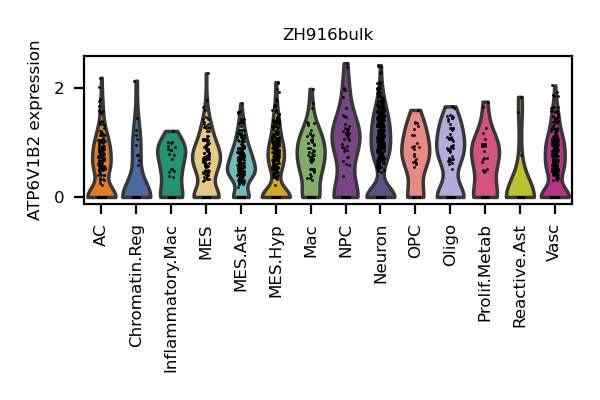 ZH916bulk
ATP6V1B2 expression
2
0
AC
Chromatin.Reg
Inflammatory.Mac
MES
MES.Ast
MES.Hyp
Mac
NPC
Neuron
OPC
Oligo
Prolif.Metab
Reactive.Ast
Vasc